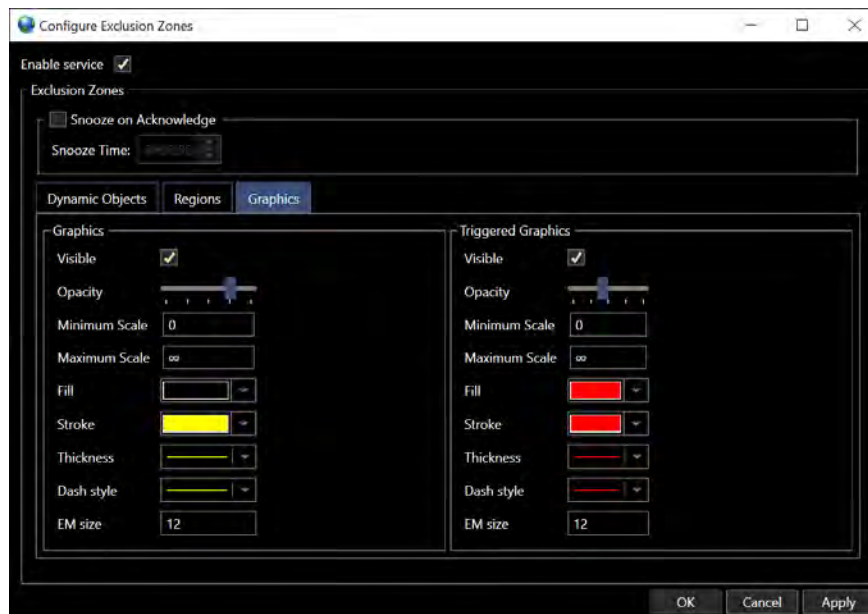 Configure Exclusion Zones
Enable service
Exclusion Zones
Snooze on Acknowledge
Snooze Time:
Dynamic Objects Regions Graphics
Graphics Triggered Graphics
Visible Visible
Opacity Opacity
Minimum Scale 0 Minimum Scale 0
Maximum Scale ∞ Maximum Scale ∞
Fill Fill
Stroke Stroke
Thickness Thickness
Dash style Dash style
EM size 12 EM size 12
OK Cancel Apply